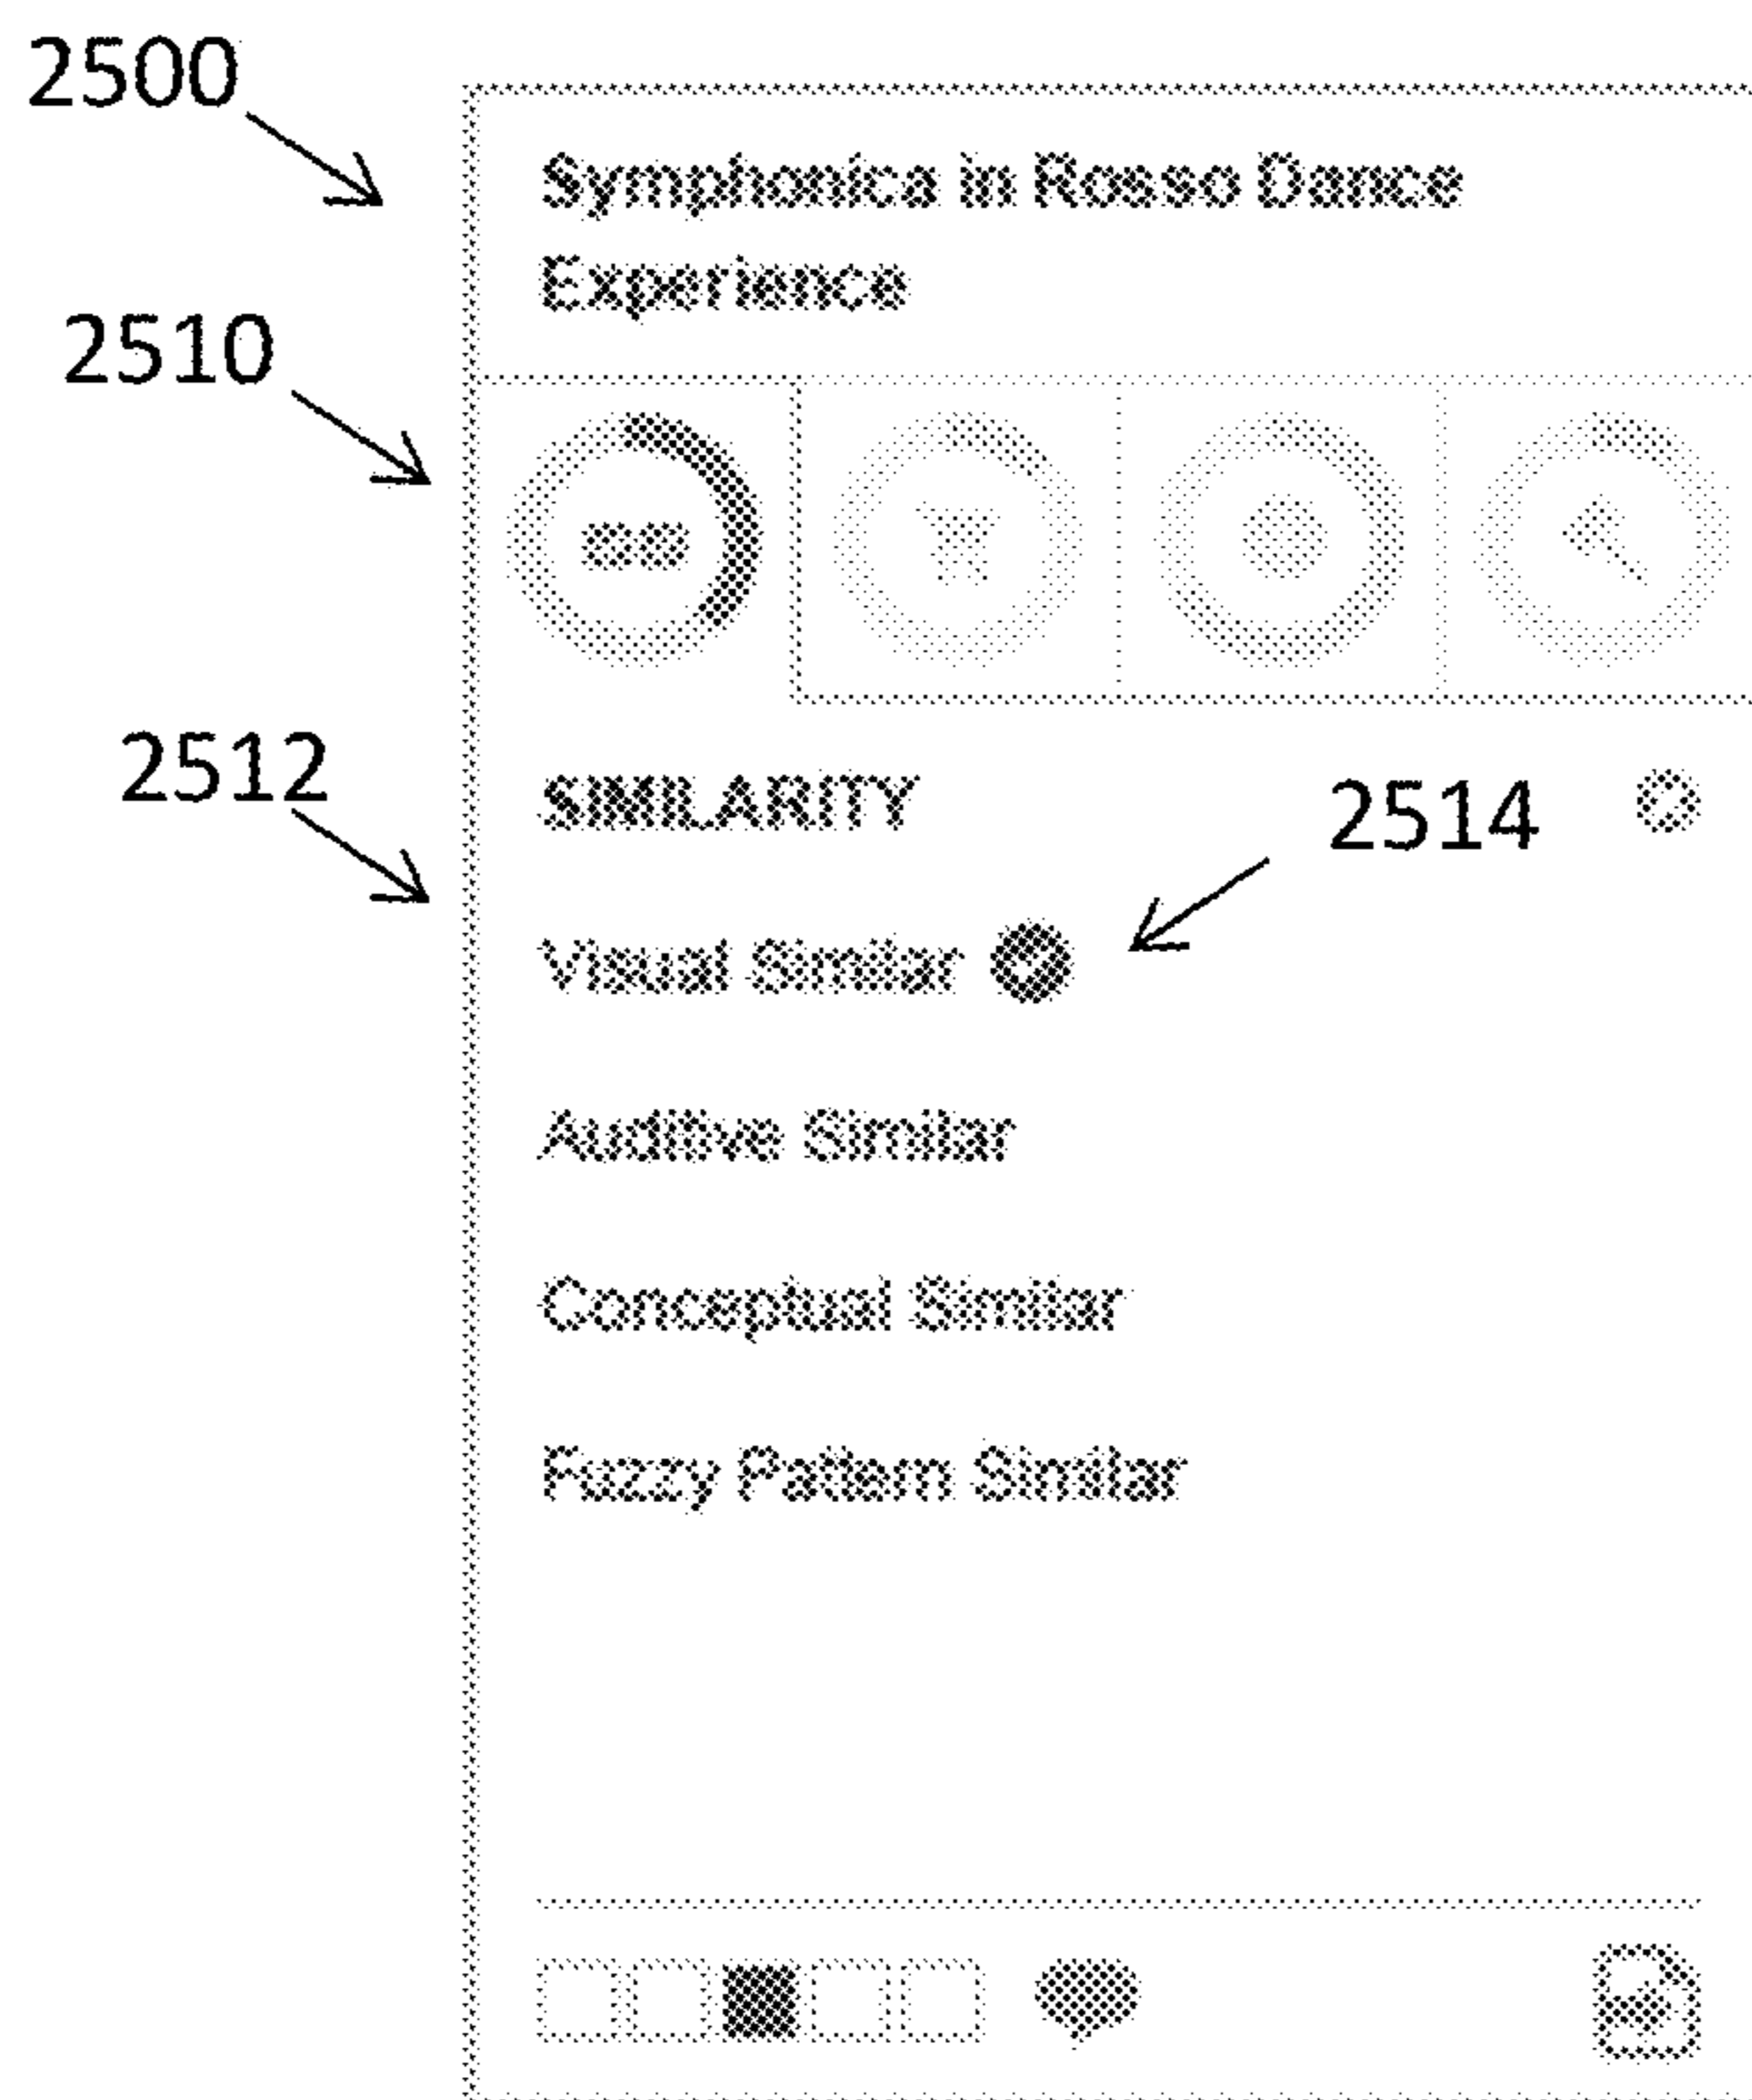 2500
Symphonica in Rosso Dance
Experience
2510
2512
SIMILARITY
2514
Visual Similar
Auditive Similar
Conceptual Similar
Fuzzy Pattern Similar